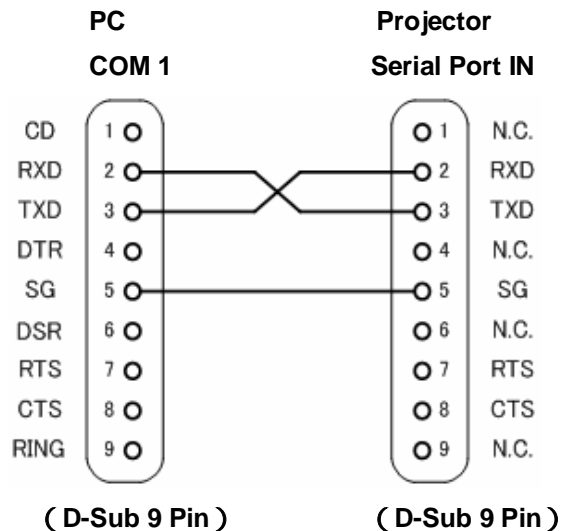 PC Projector
COM 1 Serial Port IN
CD 1 1 N.C.
RXD 2 2 RXD
TXD 3 3 TXD
DTR 4 4 N.C.
SG 5 5 SG
DSR 6 6 N.C.
RTS 7 7 RTS
CTS 8 8 CTS
RING 9 9 N.C.
( D-Sub 9 Pin ) ( D-Sub 9 Pin )